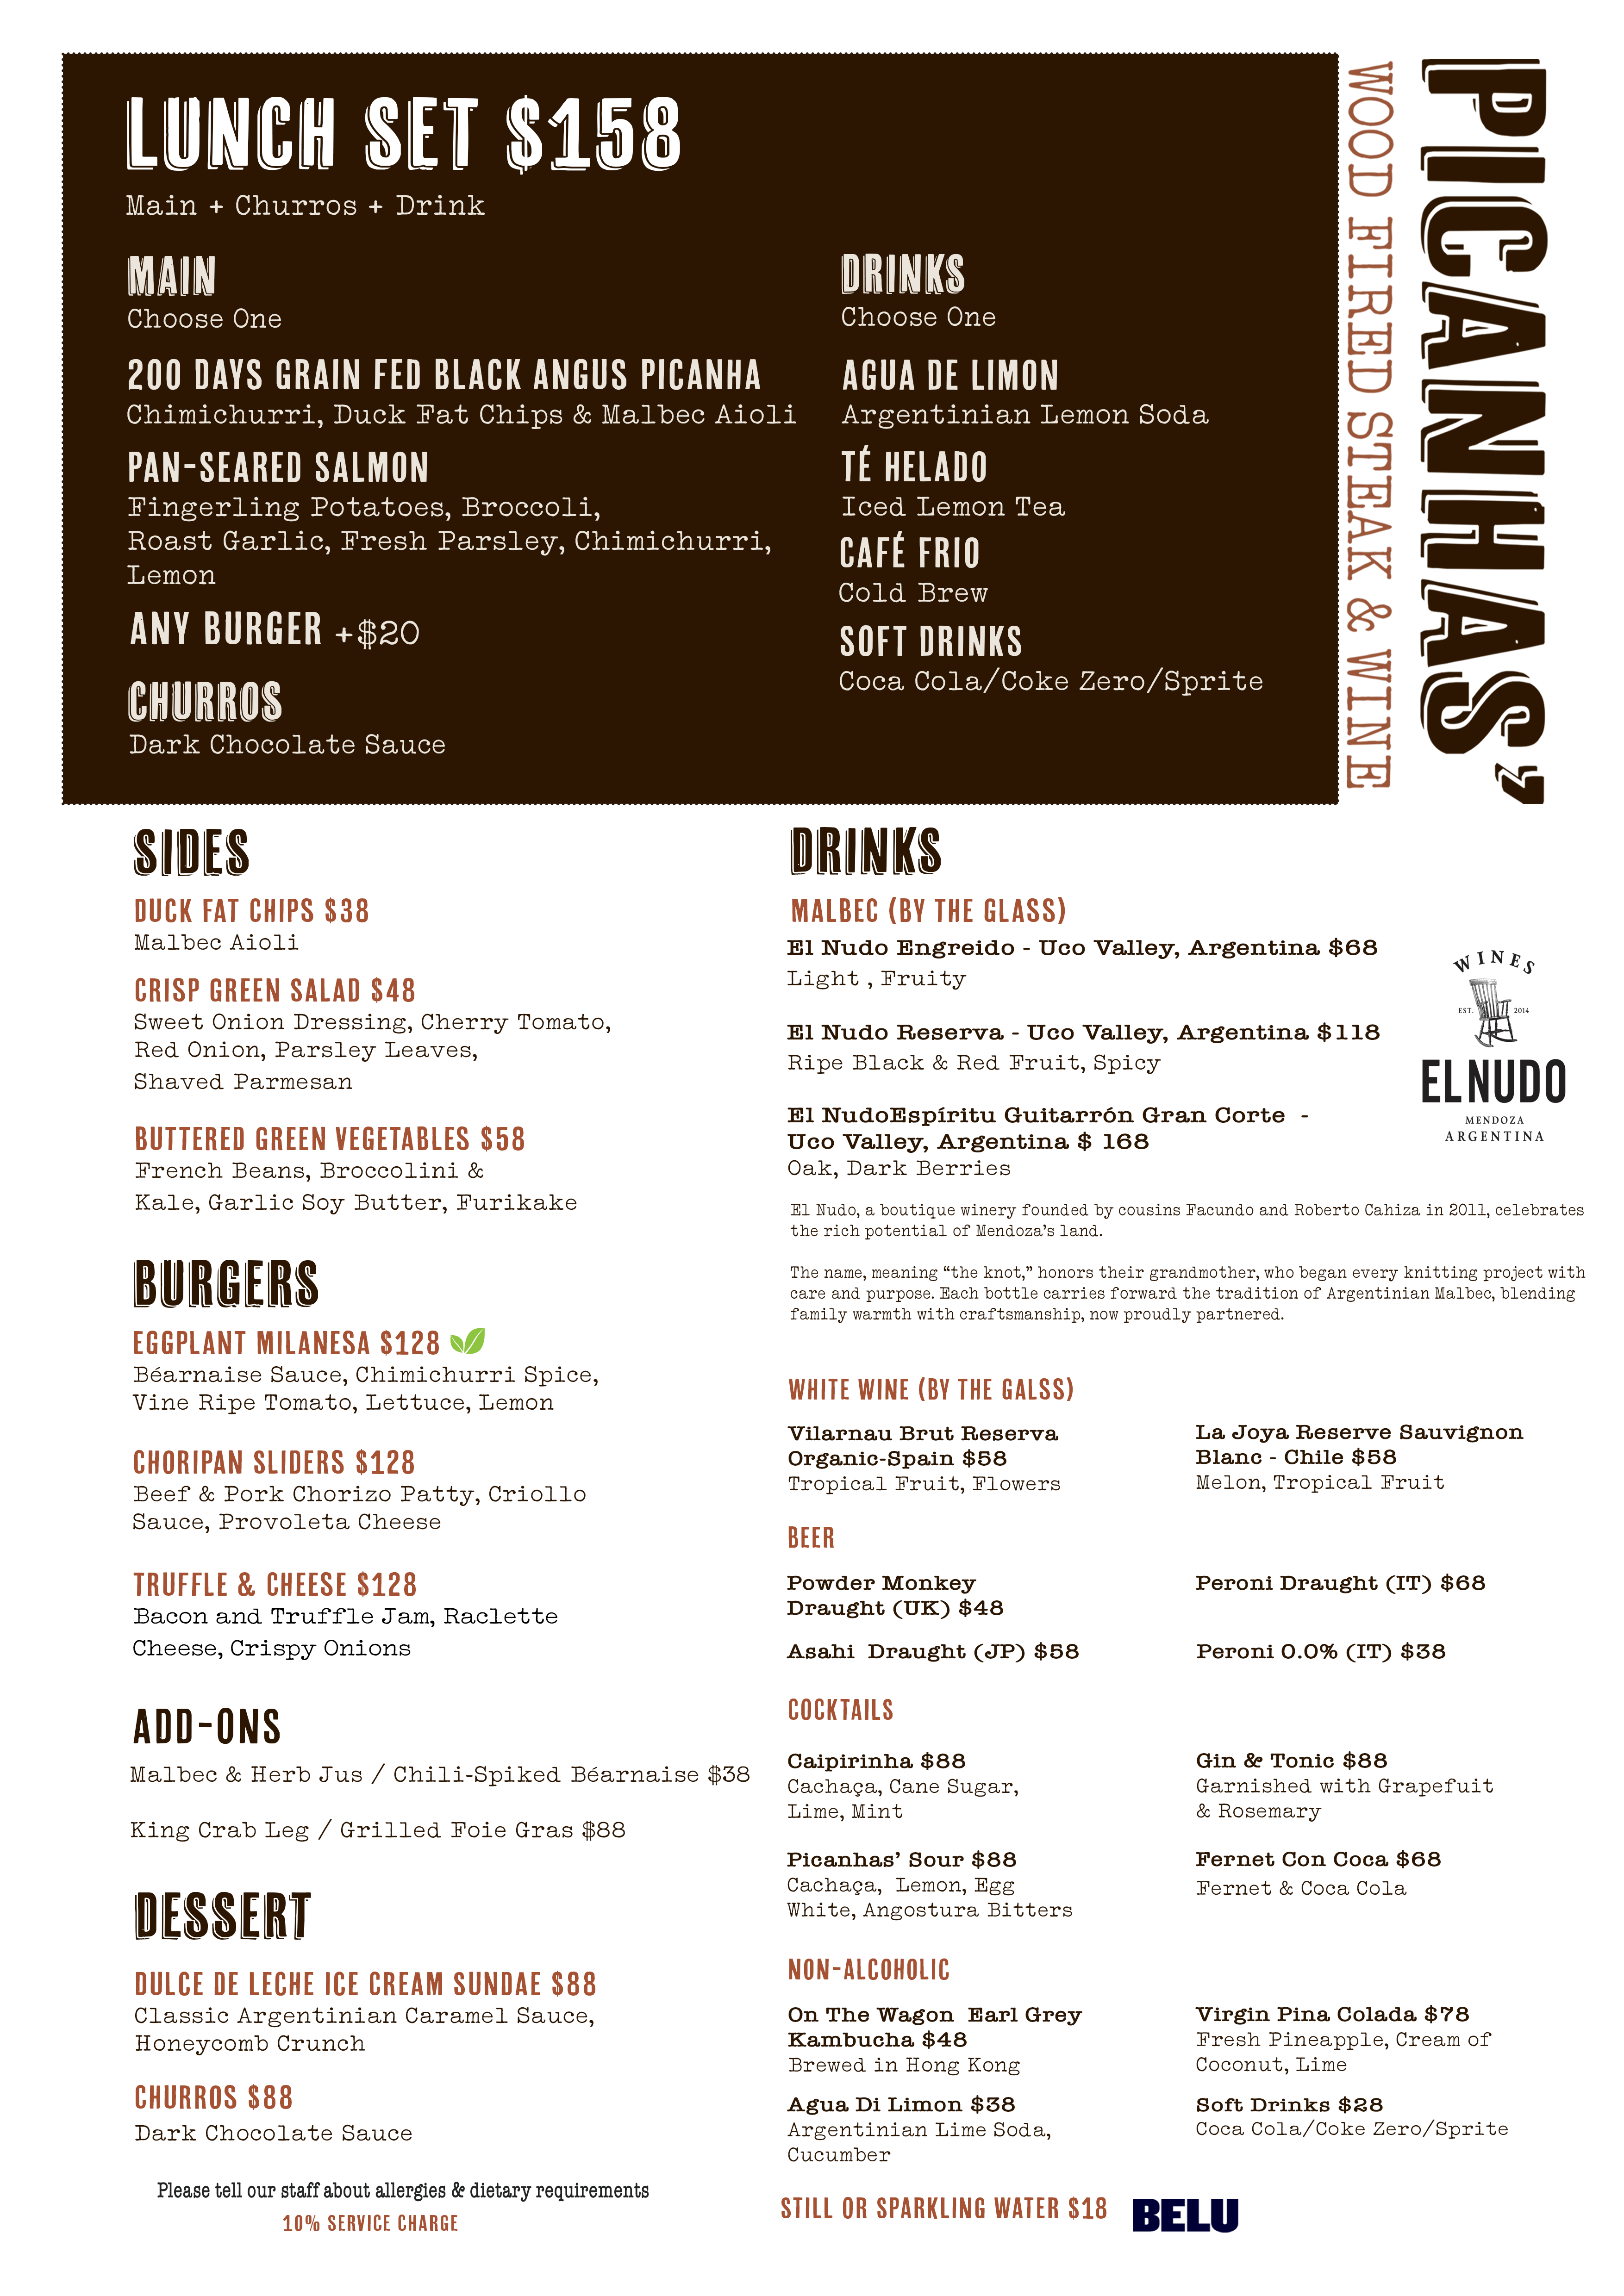 LUNCH SET $158
Main + Churros + Drink
MAIN
Choose One
200 DAYS GRAIN FED BLACK ANGUS PICANHA
Chimichurri, Duck Fat Chips & Malbec Aioli
PAN-SEARED SALMON
Fingerling Potatoes, Broccoli,
Roast Garlic, Fresh Parsley, Chimichurri,
Lemon
ANY BURGER +$20
CHURROS
Dark Chocolate Sauce
DRINKS
Choose One
AGUA DE LIMON
Argentinian Lemon Soda
TÉ HELADO
Iced Lemon Tea
CAFÉ FRIO
Cold Brew
SOFT DRINKS
Coca Cola/Coke Zero/Sprite
PICANHAS’
WOOD FIRED STEAK & WINE
SIDES
DUCK FAT CHIPS $38
Malbec Aioli
CRISP GREEN SALAD $48
Sweet Onion Dressing, Cherry Tomato,
Red Onion, Parsley Leaves,
Shaved Parmesan
BUTTERED GREEN VEGETABLES $58
French Beans, Broccolini &
Kale, Garlic Soy Butter, Furikake
BURGERS
EGGPLANT MILANESA $128
Béarnaise Sauce, Chimichurri Spice,
Vine Ripe Tomato, Lettuce, Lemon
CHORIPAN SLIDERS $128
Beef & Pork Chorizo Patty, Criollo
Sauce, Provoleta Cheese
TRUFFLE & CHEESE $128
Bacon and Truffle Jam, Raclette
Cheese, Crispy Onions
ADD-ONS
Malbec & Herb Jus / Chili-Spiked Béarnaise $38
King Crab Leg / Grilled Foie Gras $88
DESSERT
DULCE DE LECHE ICE CREAM SUNDAE $88
Classic Argentinian Caramel Sauce,
Honeycomb Crunch
CHURROS $88
Dark Chocolate Sauce
Please tell our staff about allergies & dietary requirements
10% SERVICE CHARGE
DRINKS
MALBEC (BY THE GLASS)
El Nudo Engreido - Uco Valley, Argentina $68
Light , Fruity
El Nudo Reserva - Uco Valley, Argentina $118
Ripe Black & Red Fruit, Spicy
El NudoEspíritu Guitarrón Gran Corte -
Uco Valley, Argentina $ 168
Oak, Dark Berries
WINES
EST. 2014
EL NUDO
MENDOZA
ARGENTINA
El Nudo, a boutique winery founded by cousins Facundo and Roberto Cahiza in 2011, celebrates
the rich potential of Mendoza’s land.
The name, meaning “the knot,” honors their grandmother, who began every knitting project with
care and purpose. Each bottle carries forward the tradition of Argentinian Malbec, blending
family warmth with craftsmanship, now proudly partnered.
WHITE WINE (BY THE GALSS)
Vilarnau Brut Reserva
Organic-Spain $58
Tropical Fruit, Flowers
La Joya Reserve Sauvignon
Blanc - Chile $58
Melon, Tropical Fruit
BEER
Powder Monkey
Draught (UK) $48
Peroni Draught (IT) $68
Asahi Draught (JP) $58
Peroni 0.0% (IT) $38
COCKTAILS
Caipirinha $88
Cachaça, Cane Sugar,
Lime, Mint
Gin & Tonic $88
Garnished with Grapefuit
& Rosemary
Picanhas’ Sour $88
Cachaça, Lemon, Egg
White, Angostura Bitters
Fernet Con Coca $68
Fernet & Coca Cola
NON-ALCOHOLIC
On The Wagon Earl Grey
Kambucha $48
Brewed in Hong Kong
Virgin Pina Colada $78
Fresh Pineapple, Cream of
Coconut, Lime
Agua Di Limon $38
Argentinian Lime Soda,
Cucumber
Soft Drinks $28
Coca Cola/Coke Zero/Sprite
STILL OR SPARKLING WATER $18
BELU